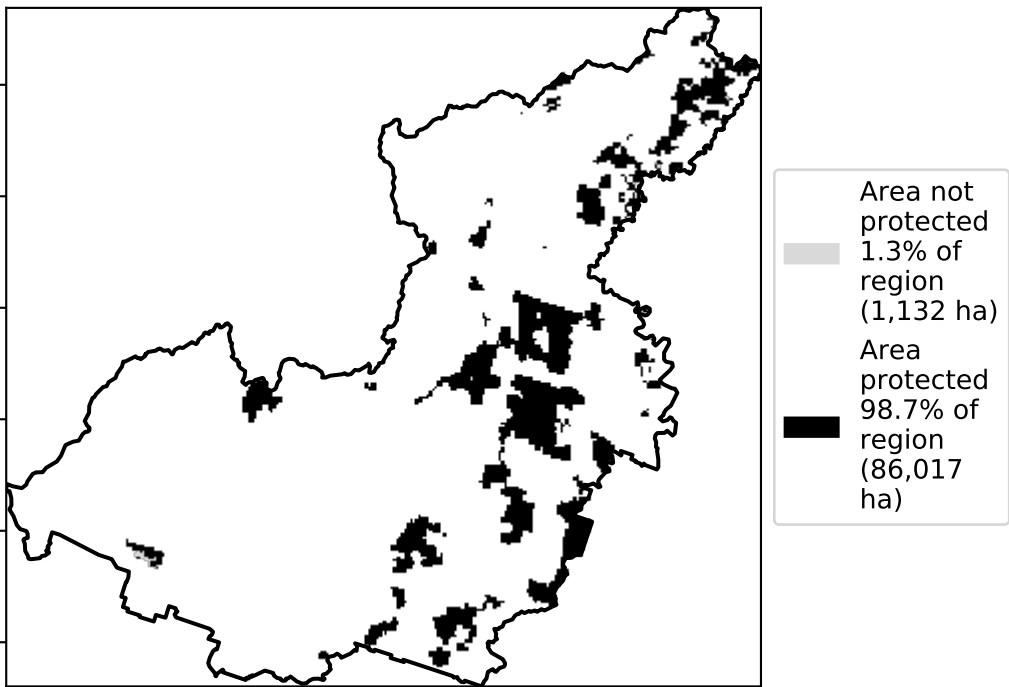 Area not
protected
1.3% of
region
(1,132 ha)
Area
protected
98.7% of
region
(86,017
ha)